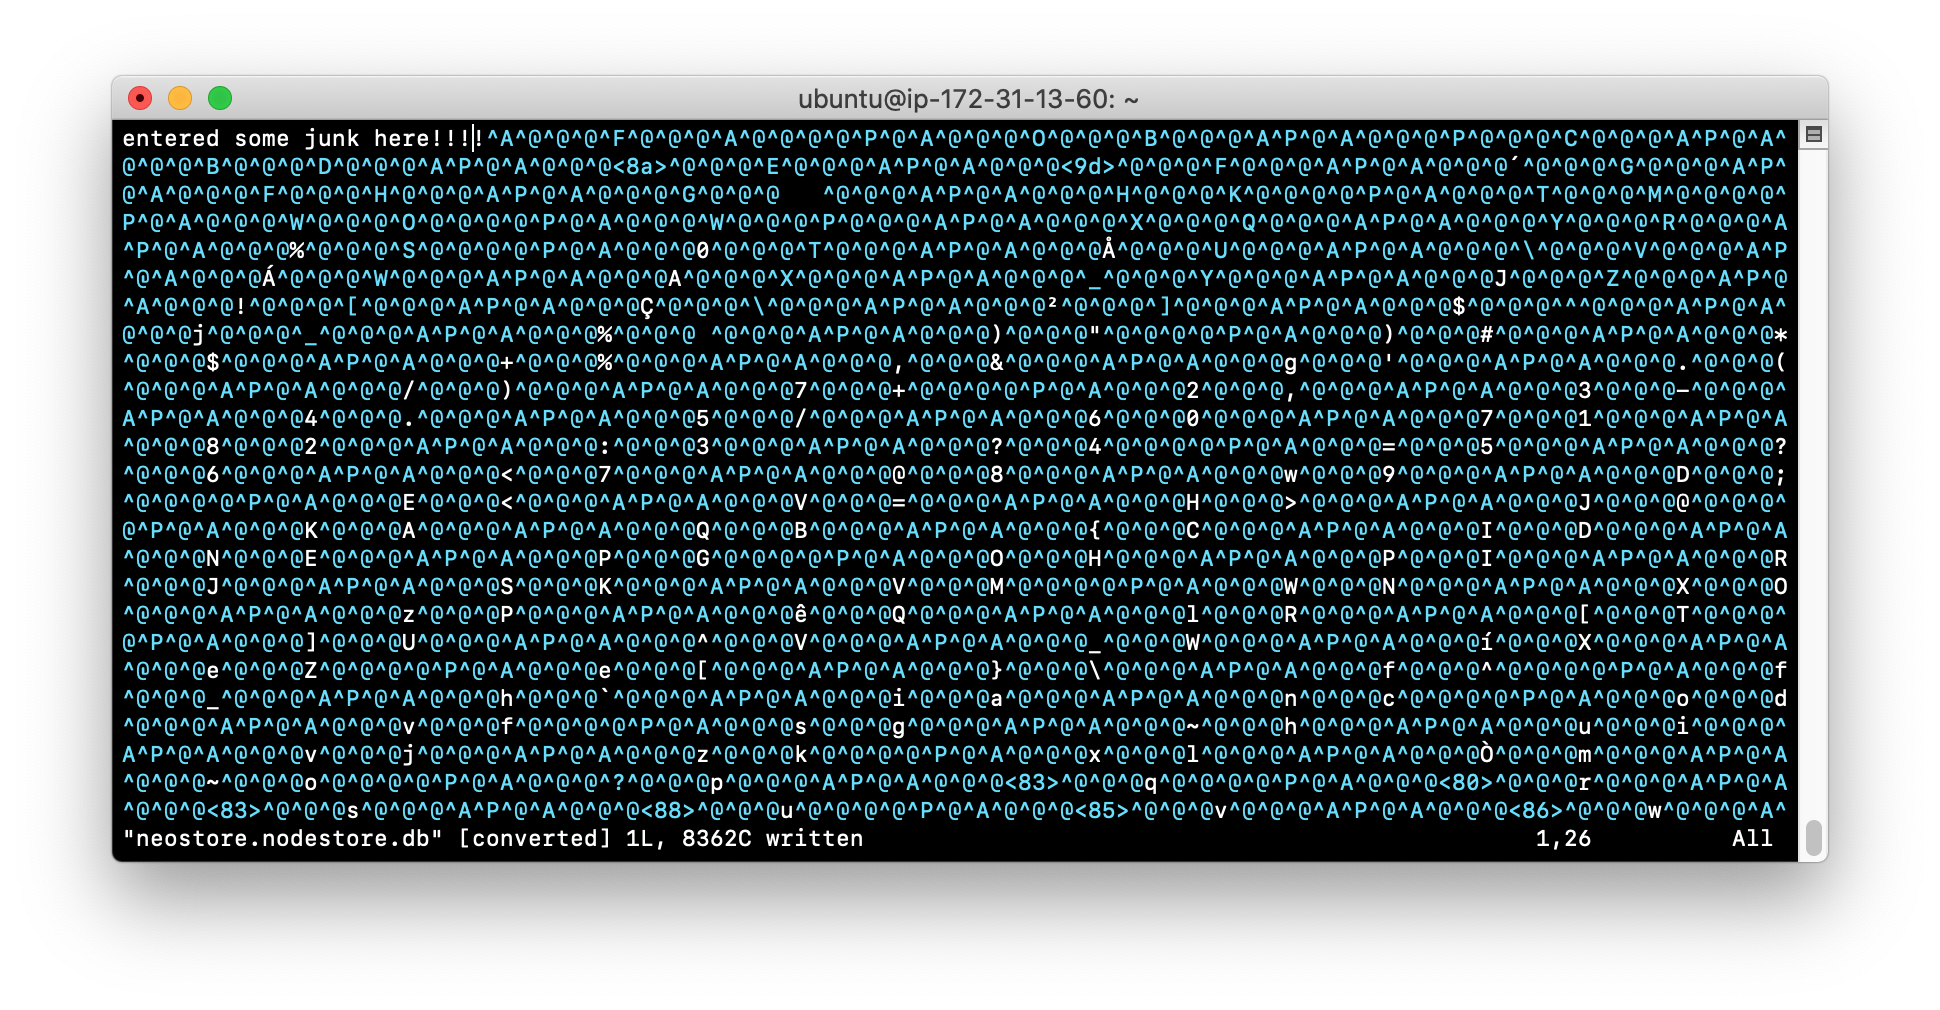 ubuntu@ip-172-31-13-60: ~
entered some junk here!!!!^A^@^@^@^F^@^@^@^A^@^@^@^@^P^@^A^@^@^@^O^@^@^@^B^@^@^@^A^P^@^A^@^@^@^P^@^@^@^C^@^@^@^A^P^@^A^
@^@^@^B^@^@^@^D^@^@^@^A^P^@^A^@^@^@<8a>^@^@^@^E^@^@^@^A^P^@^A^@^@^@<9d>^@^@^@^F^@^@^@^A^P^@^A^@^@^@´^@^@^@^G^@^@^@^A^P^
@^A^@^@^@^F^@^@^@^H^@^@^@^A^P^@^A^@^@^@^G^@^@^@   ^@^@^@^A^P^@^A^@^@^@^H^@^@^@^K^@^@^@^@^P^@^A^@^@^@^T^@^@^@^M^@^@^@^
P^@^A^@^@^@^W^@^@^@^O^@^@^@^@^P^@^A^@^@^@^W^@^@^@^P^@^@^@^A^P^@^A^@^@^@^X^@^@^@^Q^@^@^@^A^P^@^A^@^@^@^Y^@^@^@^R^@^@^@^A
^P^@^A^@^@^@%^@^@^@^S^@^@^@^@^P^@^A^@^@^@0^@^@^@^T^@^@^@^A^P^@^A^@^@^@Å^@^@^@^U^@^@^@^A^P^@^A^@^@^@^\^@^@^@^V^@^@^@^A^P
^@^A^@^@^@Á^@^@^@^W^@^@^@^A^P^@^A^@^@^@A^@^@^@^X^@^@^@^A^P^@^A^@^@^@^_^@^@^@^Y^@^@^@^A^P^@^A^@^@^@J^@^@^@^Z^@^@^@^A^P^@
^A^@^@^@!^@^@^@^[^@^@^@^A^P^@^A^@^@^@Ç^@^@^@^\^@^@^@^A^P^@^A^@^@^@²^@^@^@^]^@^@^@^A^P^@^A^@^@^@$^@^@^@^^^@^@^@^A^P^@^A^
@^@^@j^@^@^@^_^@^@^@^A^P^@^A^@^@^@%^@^@^@ ^@^@^@^A^P^@^A^@^@^@)^@^@^@"^@^@^@^@^P^@^A^@^@^@)^@^@^@#^@^@^@^A^P^@^A^@^@^@*
^@^@^@$^@^@^@^A^P^@^A^@^@^@+^@^@^@%^@^@^@^A^P^@^A^@^@^@,^@^@^@&^@^@^@^A^P^@^A^@^@^@g^@^@^@'^@^@^@^A^P^@^A^@^@^@.^@^@^@(
^@^@^@^A^P^@^A^@^@^@/^@^@^@)^@^@^@^A^P^@^A^@^@^@7^@^@^@+^@^@^@^@^P^@^A^@^@^@2^@^@^@,^@^@^@^A^P^@^A^@^@^@3^@^@^@-^@^@^@^
A^P^@^A^@^@^@4^@^@^@.^@^@^@^A^P^@^A^@^@^@5^@^@^@/^@^@^@^A^P^@^A^@^@^@6^@^@^@0^@^@^@^A^P^@^A^@^@^@7^@^@^@1^@^@^@^A^P^@^A
^@^@^@8^@^@^@2^@^@^@^A^P^@^A^@^@^@:^@^@^@3^@^@^@^A^P^@^A^@^@^@?^@^@^@4^@^@^@^@^P^@^A^@^@^@=^@^@^@5^@^@^@^A^P^@^A^@^@^@?
^@^@^@6^@^@^@^A^P^@^A^@^@^@<^@^@^@7^@^@^@^A^P^@^A^@^@^@@^@^@^@8^@^@^@^A^P^@^A^@^@^@w^@^@^@9^@^@^@^A^P^@^A^@^@^@D^@^@^@;
^@^@^@^@^P^@^A^@^@^@E^@^@^@<^@^@^@^A^P^@^A^@^@^@V^@^@^@=^@^@^@^A^P^@^A^@^@^@H^@^@^@>^@^@^@^A^P^@^A^@^@^@J^@^@^@@^@^@^@^
@^P^@^A^@^@^@K^@^@^@A^@^@^@^A^P^@^A^@^@^@Q^@^@^@B^@^@^@^A^P^@^A^@^@^@{^@^@^@C^@^@^@^A^P^@^A^@^@^@I^@^@^@D^@^@^@^A^P^@^A
^@^@^@N^@^@^@E^@^@^@^A^P^@^A^@^@^@P^@^@^@G^@^@^@^@^P^@^A^@^@^@O^@^@^@H^@^@^@^A^P^@^A^@^@^@P^@^@^@I^@^@^@^A^P^@^A^@^@^@R
^@^@^@J^@^@^@^A^P^@^A^@^@^@S^@^@^@K^@^@^@^A^P^@^A^@^@^@V^@^@^@M^@^@^@^@^P^@^A^@^@^@W^@^@^@N^@^@^@^A^P^@^A^@^@^@X^@^@^@O
^@^@^@^A^P^@^A^@^@^@z^@^@^@P^@^@^@^A^P^@^A^@^@^@ê^@^@^@Q^@^@^@^A^P^@^A^@^@^@l^@^@^@R^@^@^@^A^P^@^A^@^@^@[^@^@^@T^@^@^@^
@^P^@^A^@^@^@]^@^@^@U^@^@^@^A^P^@^A^@^@^@^^@^@^@V^@^@^@^A^P^@^A^@^@^@_^@^@^@W^@^@^@^A^P^@^A^@^@^@í^@^@^@X^@^@^@^A^P^@^A
^@^@^@e^@^@^@Z^@^@^@^@^P^@^A^@^@^@e^@^@^@[^@^@^@^A^P^@^A^@^@^@}^@^@^@\^@^@^@^A^P^@^A^@^@^@f^@^@^@^^@^@^@^@^P^@^A^@^@^@f
^@^@^@_^@^@^@^A^P^@^A^@^@^@h^@^@^@`^@^@^@^A^P^@^A^@^@^@i^@^@^@a^@^@^@^A^P^@^A^@^@^@n^@^@^@c^@^@^@^@^P^@^A^@^@^@o^@^@^@d
^@^@^@^A^P^@^A^@^@^@v^@^@^@f^@^@^@^@^P^@^A^@^@^@s^@^@^@g^@^@^@^A^P^@^A^@^@^@~^@^@^@h^@^@^@^A^P^@^A^@^@^@u^@^@^@i^@^@^@^
A^P^@^A^@^@^@v^@^@^@j^@^@^@^A^P^@^A^@^@^@z^@^@^@k^@^@^@^@^P^@^A^@^@^@x^@^@^@l^@^@^@^A^P^@^A^@^@^@Ò^@^@^@m^@^@^@^A^P^@^A
^@^@^@~^@^@^@o^@^@^@^@^P^@^A^@^@^@^?^@^@^@p^@^@^@^A^P^@^A^@^@^@<83>^@^@^@q^@^@^@^@^P^@^A^@^@^@<80>^@^@^@r^@^@^@^A^P^@^A
^@^@^@<83>^@^@^@s^@^@^@^A^P^@^A^@^@^@<88>^@^@^@u^@^@^@^@^P^@^A^@^@^@<85>^@^@^@v^@^@^@^A^P^@^A^@^@^@<86>^@^@^@w^@^@^@^A^
"neostore.nodestore.db" [converted] 1L, 8362C written 1,26 All